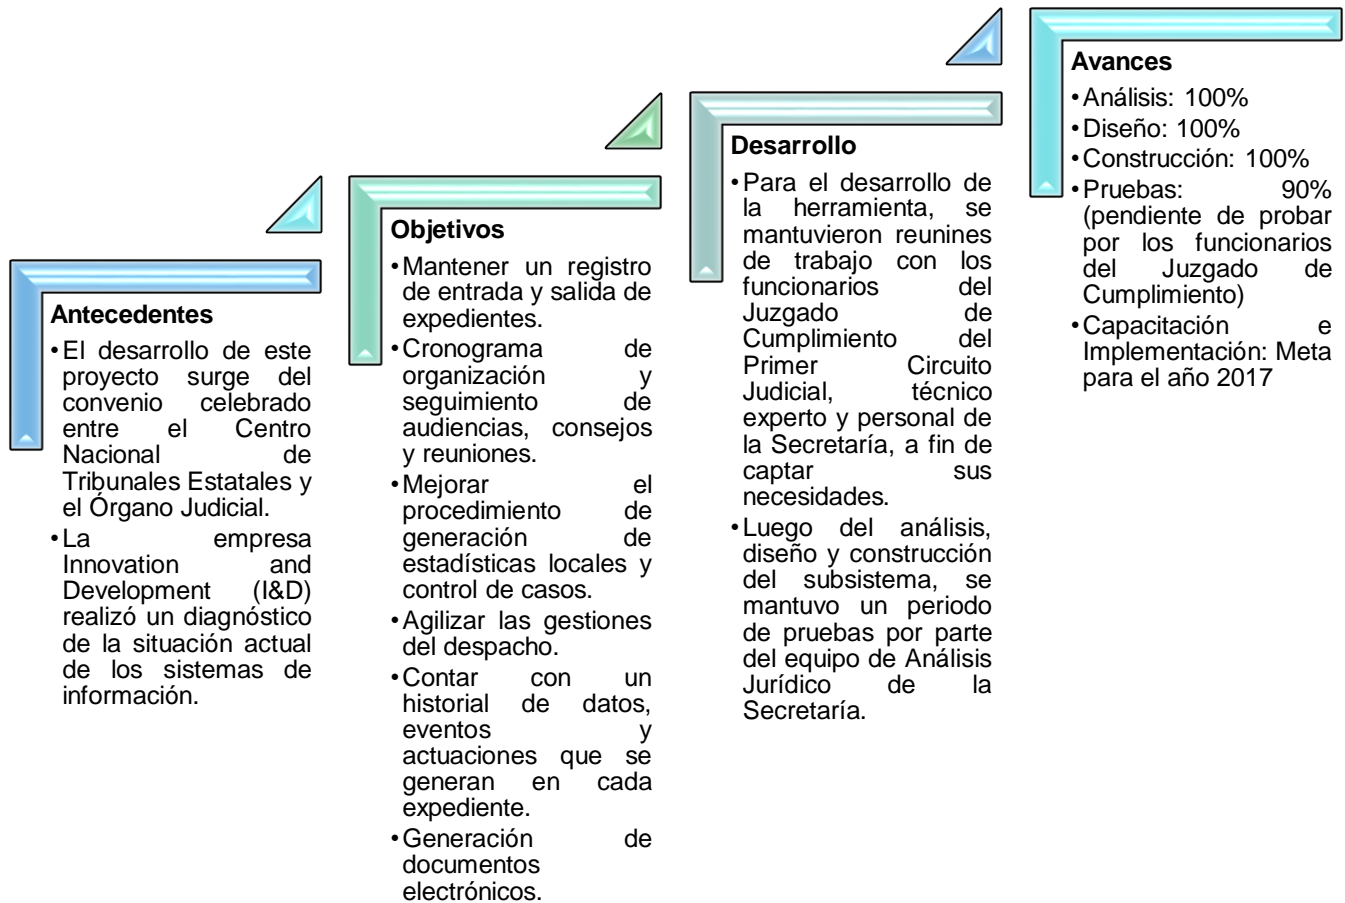 Antecedentes
•El desarrollo de este
proyecto surge del
convenio celebrado
entre el Centro
Nacional de
Tribunales Estatales y
el Órgano Judicial.
•La empresa
Innovation and
Development (I&D)
realizó un diagnóstico
de la situación actual
de los sistemas de
información.
Objetivos
•Mantener un registro
de entrada y salida de
expedientes.
•Cronograma de
organización y
seguimiento de
audiencias, consejos
y reuniones.
•Mejorar el
procedimiento de
generación de
estadísticas locales y
control de casos.
•Agilizar las gestiones
del despacho.
•Contar con un
historial de datos,
eventos y
actuaciones que se
generan en cada
expediente.
•Generación de
documentos
electrónicos.
Desarrollo
•Para el desarrollo de
la herramienta, se
mantuvieron reunines
de trabajo con los
funcionarios del
Juzgado de
Cumplimiento del
Primer Circuito
Judicial, técnico
experto y personal de
la Secretaría, a fin de
captar sus
necesidades.
•Luego del análisis,
diseño y construcción
del subsistema, se
mantuvo un periodo
de pruebas por parte
del equipo de Análisis
Jurídico de la
Secretaría.
Avances
•Análisis: 100%
•Diseño: 100%
•Construcción: 100%
•Pruebas: 90%
(pendiente de probar
por los funcionarios
del Juzgado de
Cumplimiento)
•Capacitación e
Implementación: Meta
para el año 2017